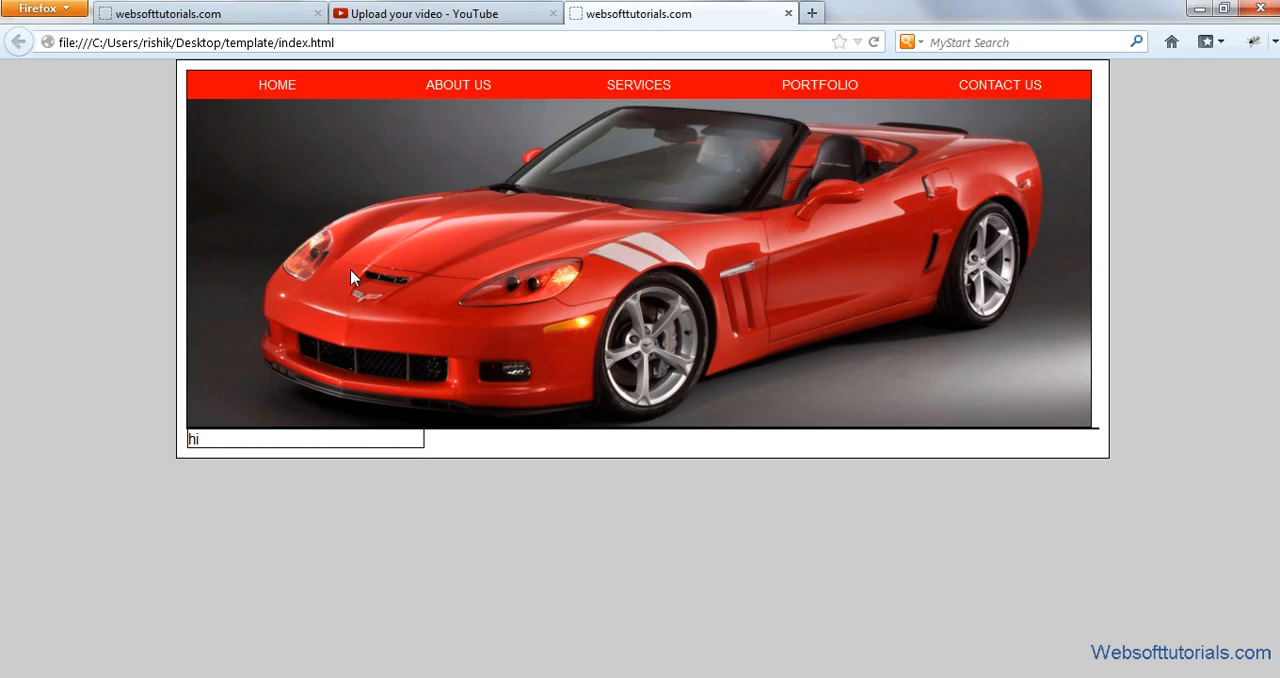 Firefox
websofttutorials.com
Upload your video - YouTube
websofttutorials.com
file:///C:/Users/rishik/Desktop/template/index.html
MyStart Search
HOME
ABOUT US
SERVICES
PORTFOLIO
CONTACT US
hi
Websofttutorials.com